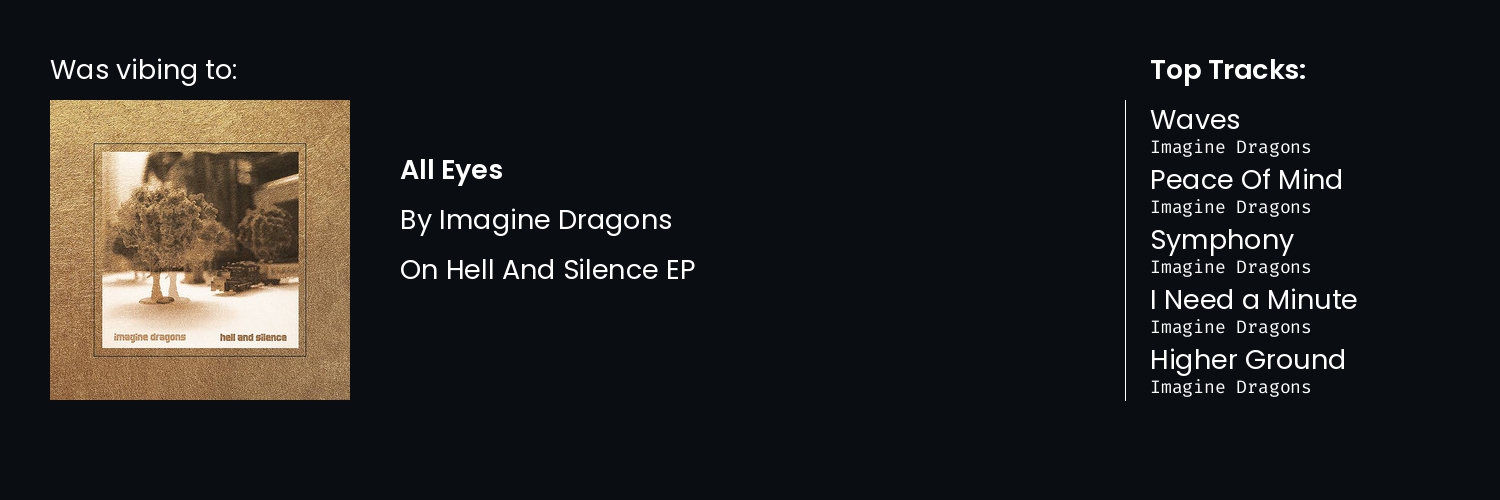 Was vibing to:
imagine dragons hell and silence
All Eyes
By Imagine Dragons
On Hell And Silence EP
Top Tracks:
Waves
Imagine Dragons
Peace Of Mind
Imagine Dragons
Symphony
Imagine Dragons
I Need a Minute
Imagine Dragons
Higher Ground
Imagine Dragons